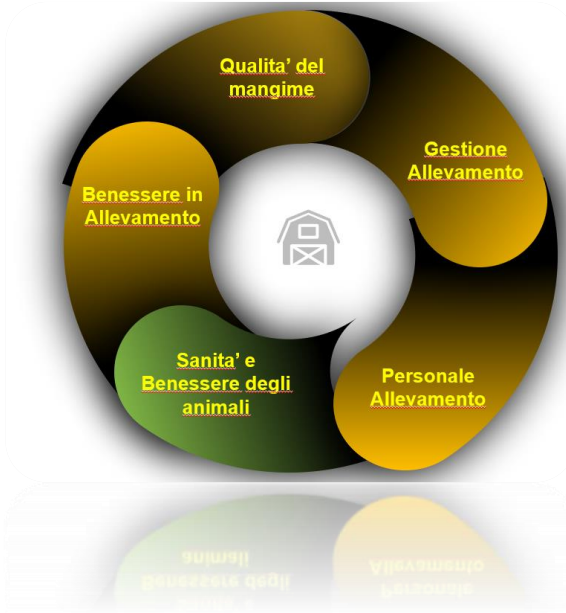 Qualita' del
mangime
Gestione
Allevamento
Personale
Allevamento
Sanita' e
Benessere degli
animali
Benessere in
Allevamento